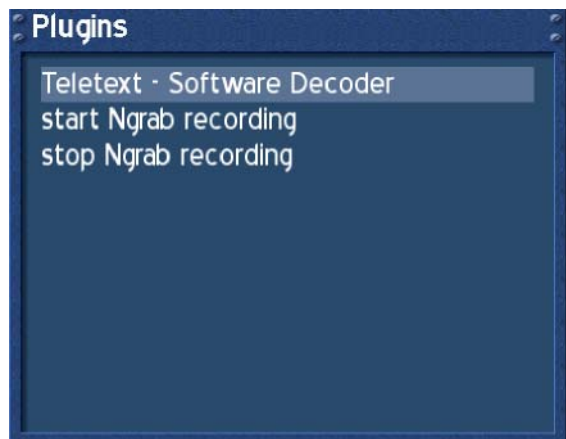 Plugins
Teletext - Software Decoder
start Ngrab recording
stop Ngrab recording